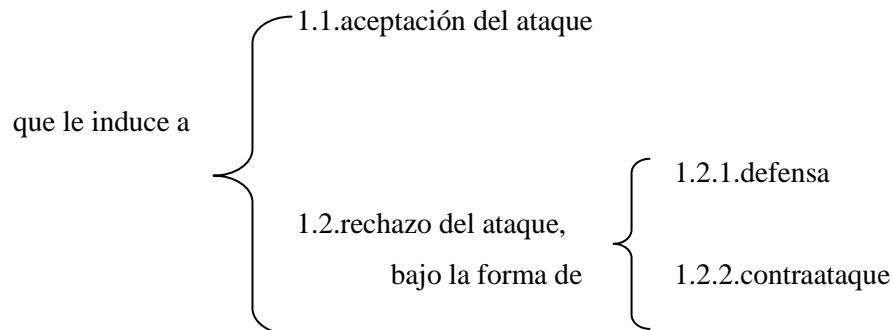 1.1.aceptación del ataque
que le induce a
1.2.1.defensa
1.2.rechazo del ataque,
bajo la forma de
1.2.2.contraataque